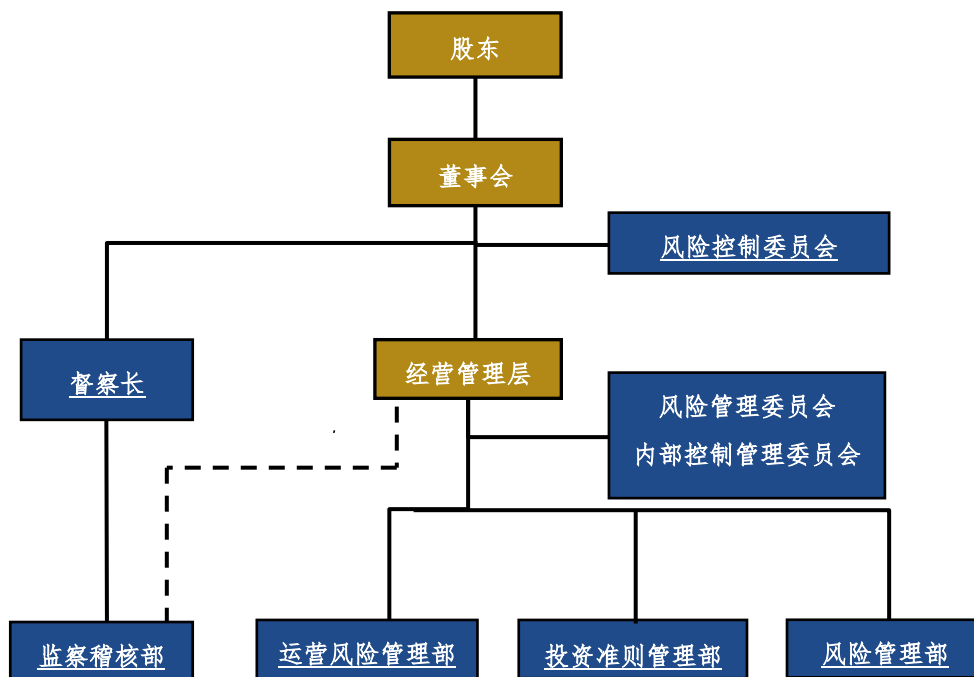 股东
董事会
风险控制委员会
督察长
经营管理层
风险管理委员会
内部控制管理委员会
监察稽核部
运营风险管理部
投资准则管理部
风险管理部